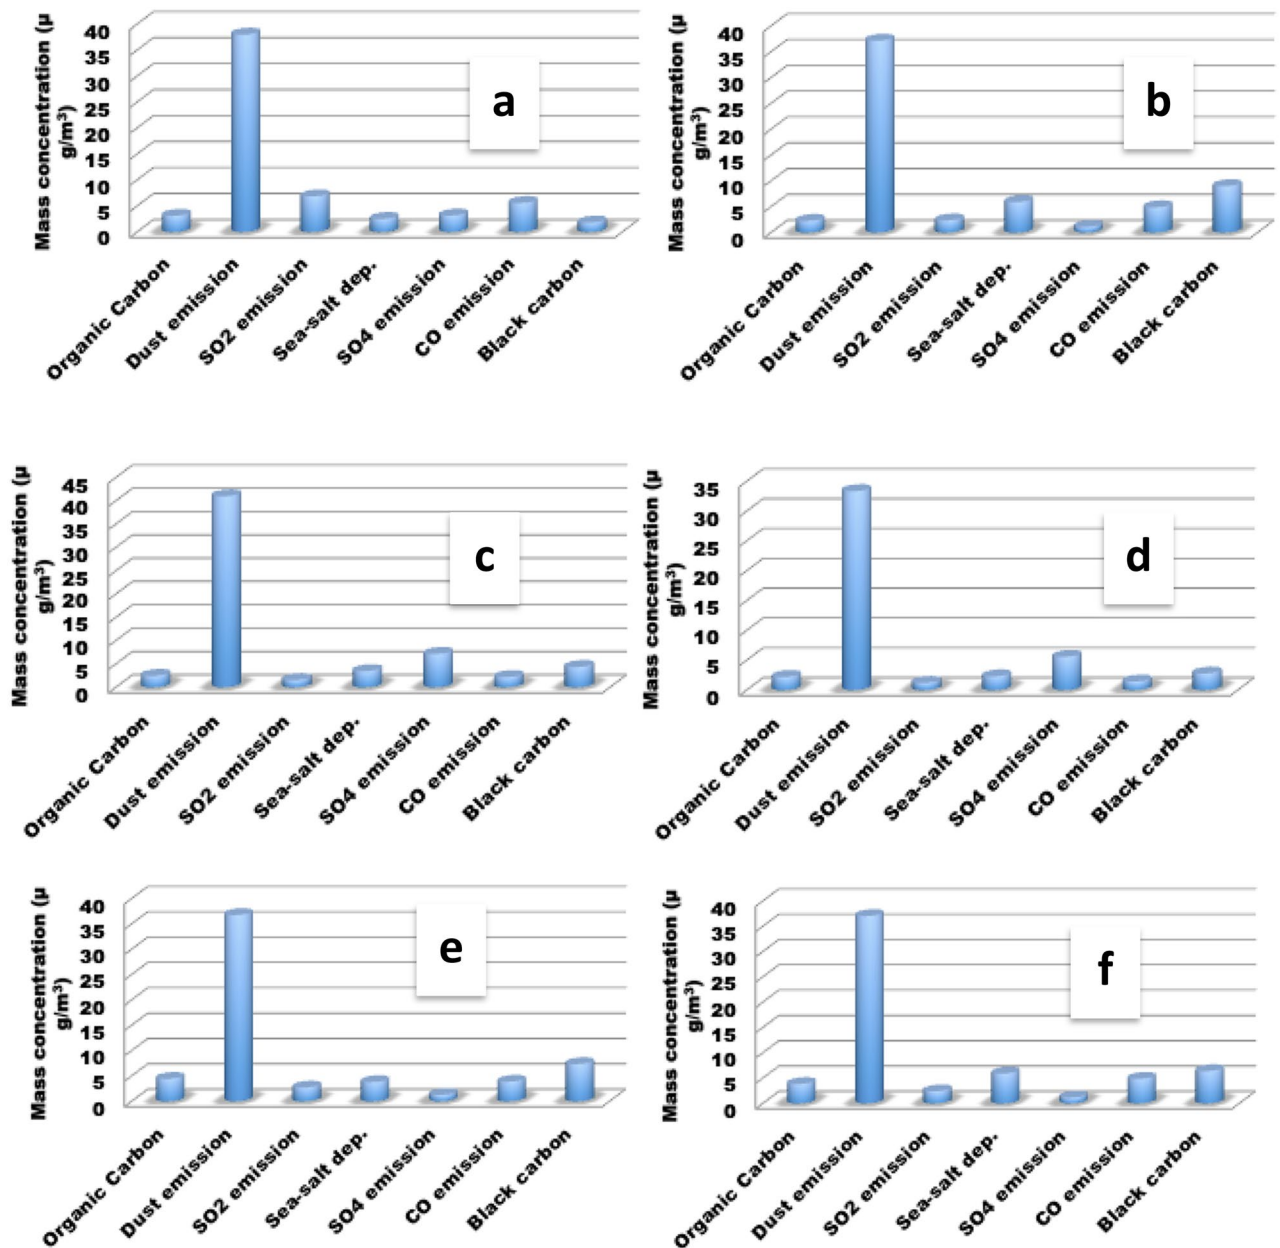 Mass concentration (µ
g/m³)
40
35
30
25
20
15
10
5
0
a
Organic Carbon
Dust emission
SO2 emission
Sea-salt dep.
SO4 emission
CO emission
Black carbon
Mass concentration (µ
g/m³)
40
35
30
25
20
15
10
5
0
b
Organic Carbon
Dust emission
SO2 emission
Sea-salt dep.
SO4 emission
CO emission
Black carbon
Mass concentration (µ
g/m³)
45
40
35
30
25
20
15
10
5
0
c
Organic Carbon
Dust emission
SO2 emission
Sea-salt dep.
SO4 emission
CO emission
Black carbon
Mass concentration (µ
g/m³)
35
30
25
20
15
10
5
0
d
Organic Carbon
Dust emission
SO2 emission
Sea-salt dep.
SO4 emission
CO emission
Black carbon
Mass concentration (µ
g/m³)
40
35
30
25
20
15
10
5
0
e
Organic Carbon
Dust emission
SO2 emission
Sea-salt dep.
SO4 emission
CO emission
Black carbon
Mass concentration (µ
g/m³)
40
35
30
25
20
15
10
5
0
f
Organic Carbon
Dust emission
SO2 emission
Sea-salt dep.
SO4 emission
CO emission
Black carbon